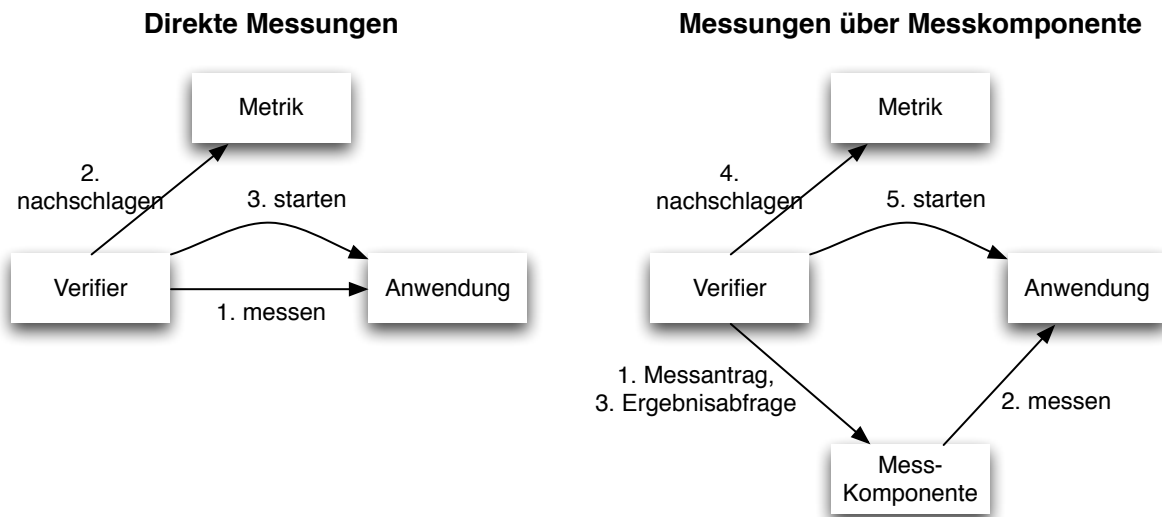 Direkte Messungen
Metrik
2.
nachschlagen
3. starten
Verifier
Anwendung
1. messen
Messungen über Messkomponente
Metrik
4.
nachschlagen
5. starten
Verifier
Anwendung
1. Messantrag,
3. Ergebnisabfrage
2. messen
Mess-
Komponente